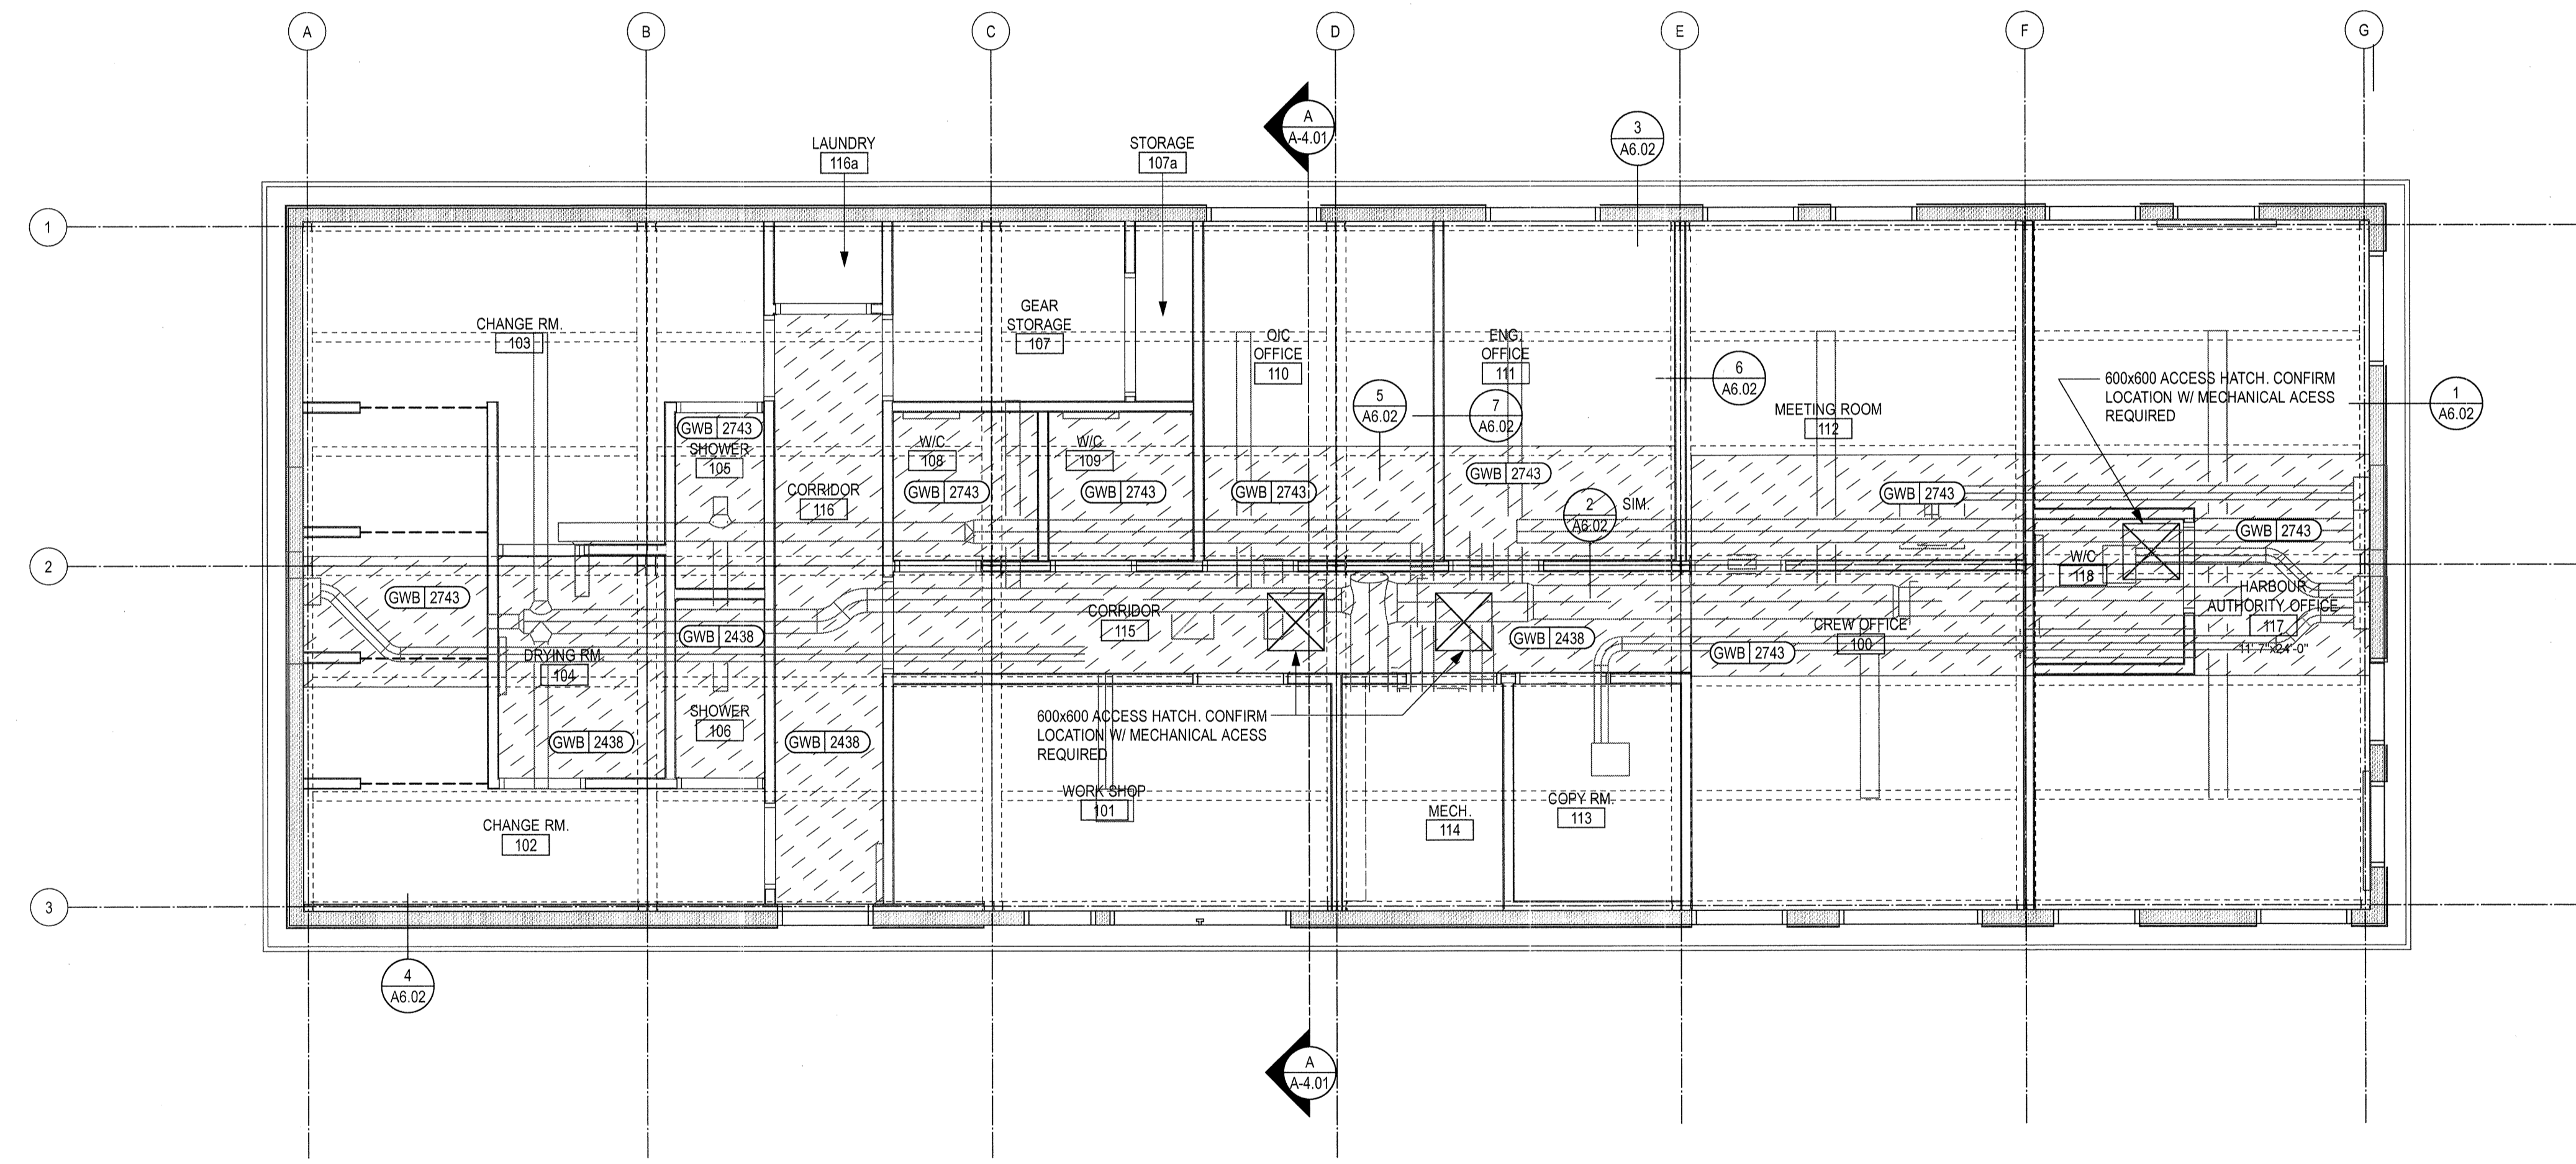 A
B
C
D
E
F
G
A
A-4.01
3
A6.02
LAUNDRY
116a
STORAGE
107a
1
CHANGE RM.
103
GEAR
STORAGE
107
OIC
OFFICE
110
ENG.
OFFICE
111
6
A6.02
5
A6.02
7
A6.02
MEETING ROOM
112
600x600 ACCESS HATCH. CONFIRM
LOCATION W/ MECHANICAL ACESS
REQUIRED
1
A6.02
GWB 2743
SHOWER
105
W/C
108
W/C
109
GWB 2743
GWB 2743
GWB 2743
GWB 2743
GWB 2743
CORRIDOR
116
2
A6.02
SIM.
GWB 2743
2
GWB 2743
W/C
118
HARBOUR
AUTHORITY OFFICE
117
11'-7"x24'-0"
GWB 2438
CORRIDOR
115
GWB 2438
CREW OFFICE
100
GWB 2743
DRYING RM.
104
SHOWER
106
GWB 2438
GWB 2438
600x600 ACCESS HATCH. CONFIRM
LOCATION W/ MECHANICAL ACESS
REQUIRED
WORK SHOP
101
MECH.
114
COPY RM.
113
CHANGE RM.
102
3
4
A6.02
A
A-4.01